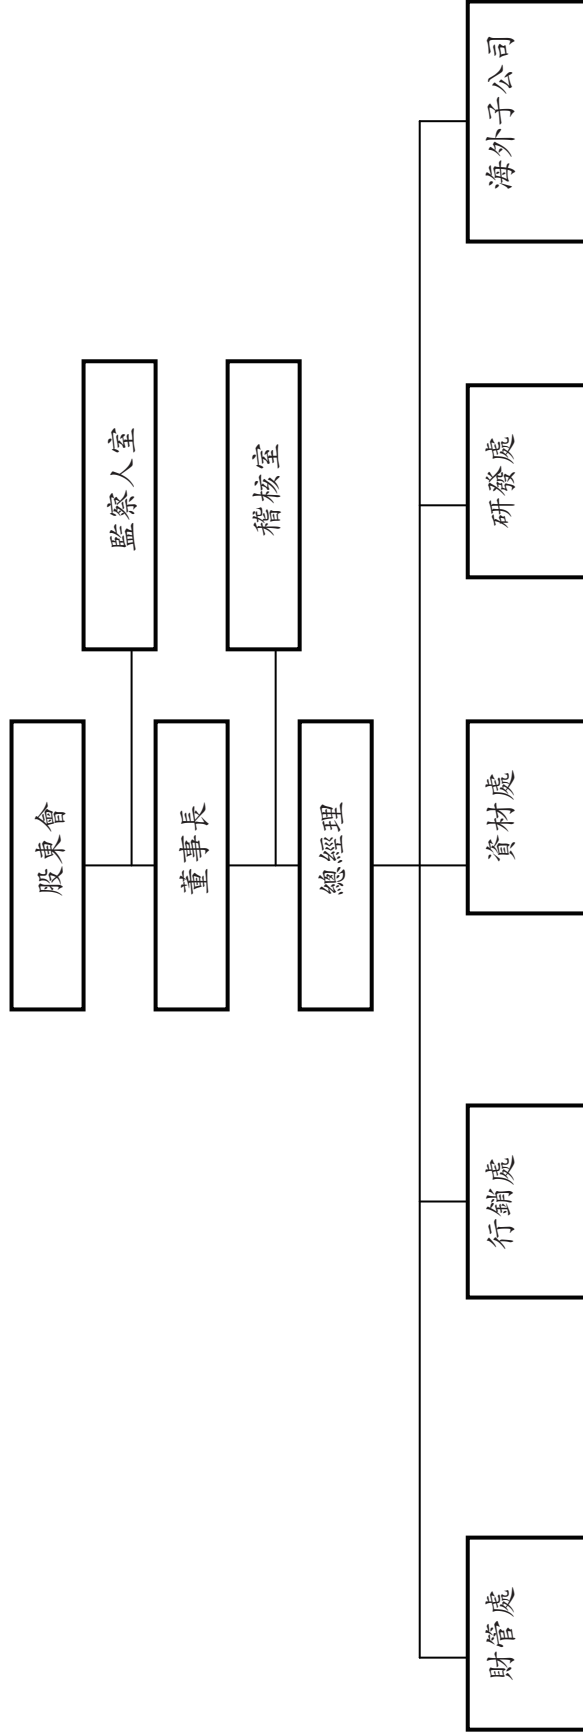 股東會
監察人室
董事長
稽核室
總經理
財管處
行銷處
資材處
研發處
海外子公司